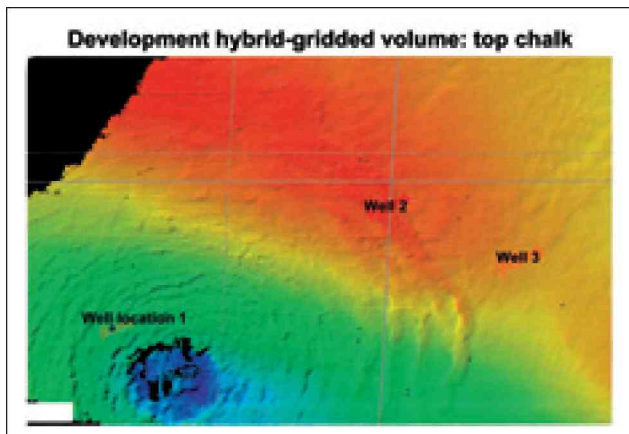 Development hybrid-gridded volume: top chalk
Well 2
Well 3
Well location 1